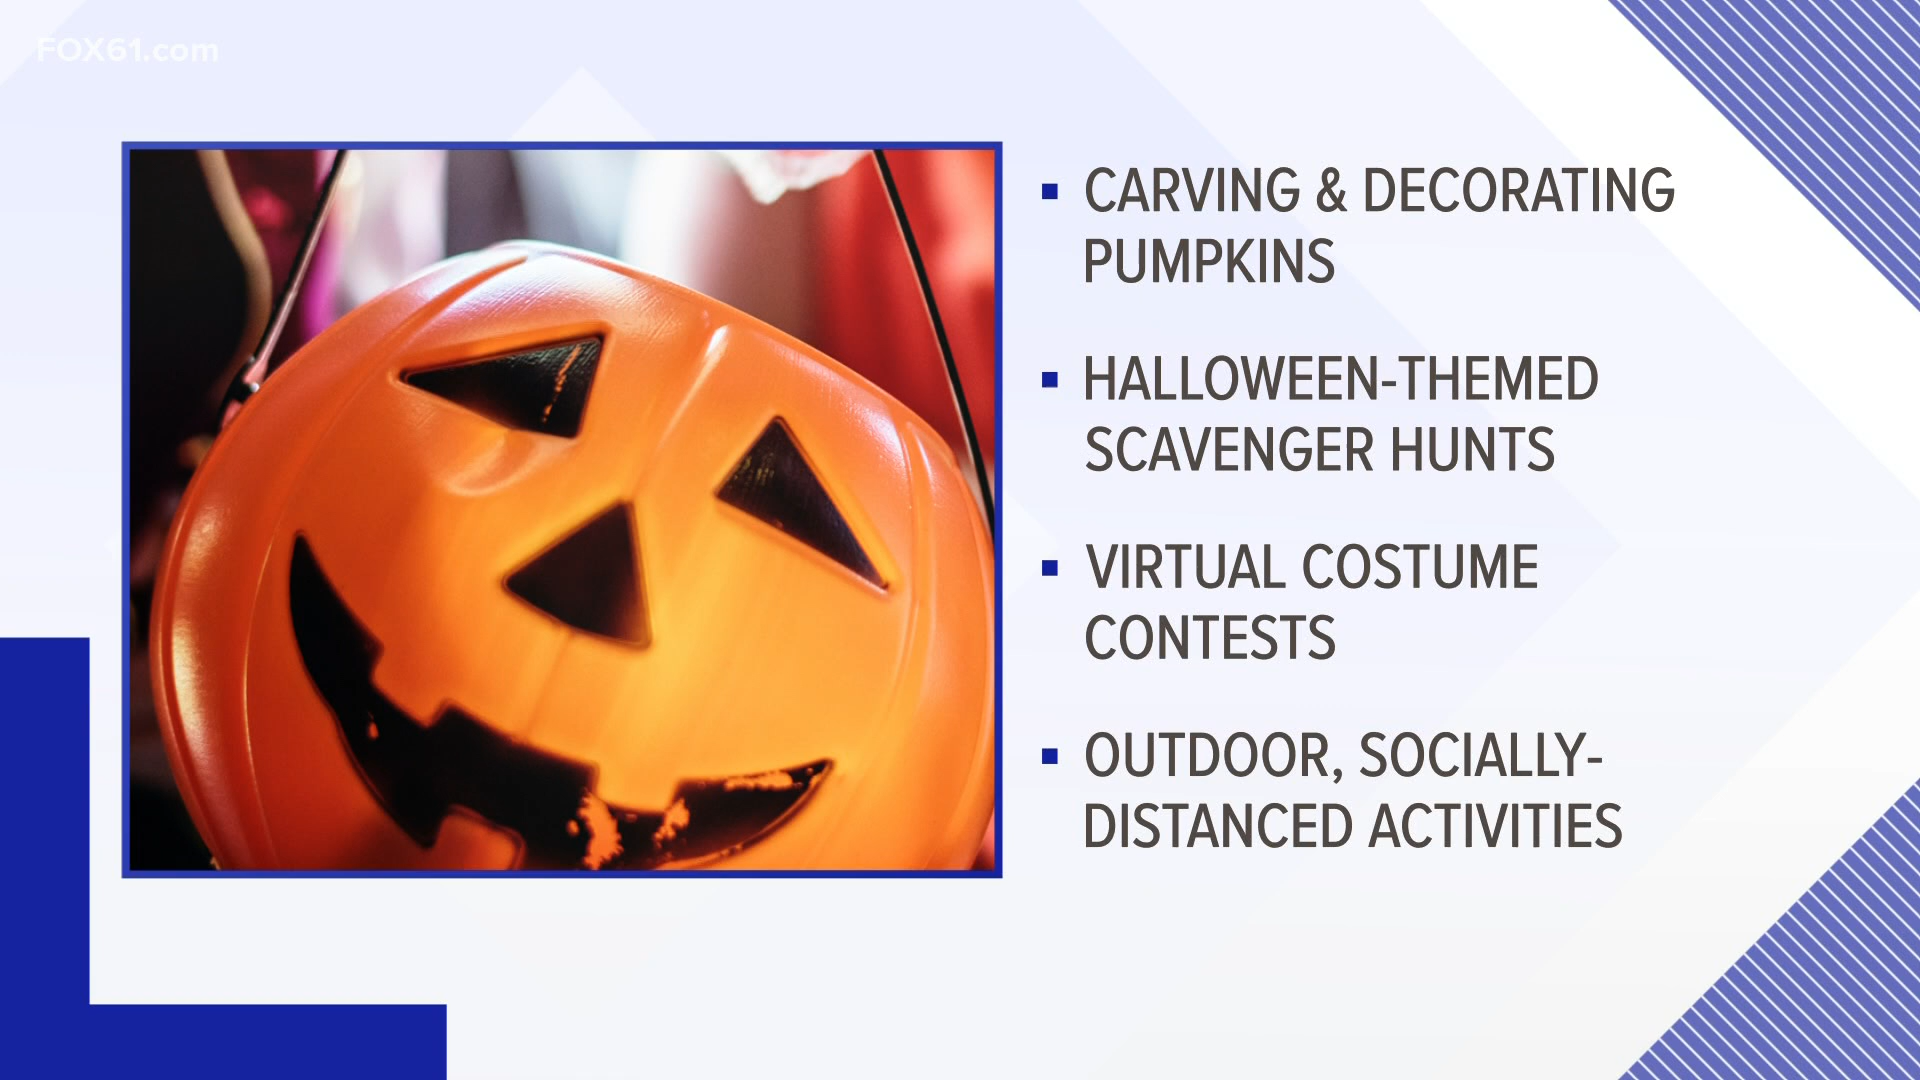 FOX61.com
CARVING & DECORATING
PUMPKINS
HALLOWEEN-THEMED
SCAVENGER HUNTS
VIRTUAL COSTUME
CONTESTS
OUTDOOR, SOCIALLY-
DISTANCED ACTIVITIES